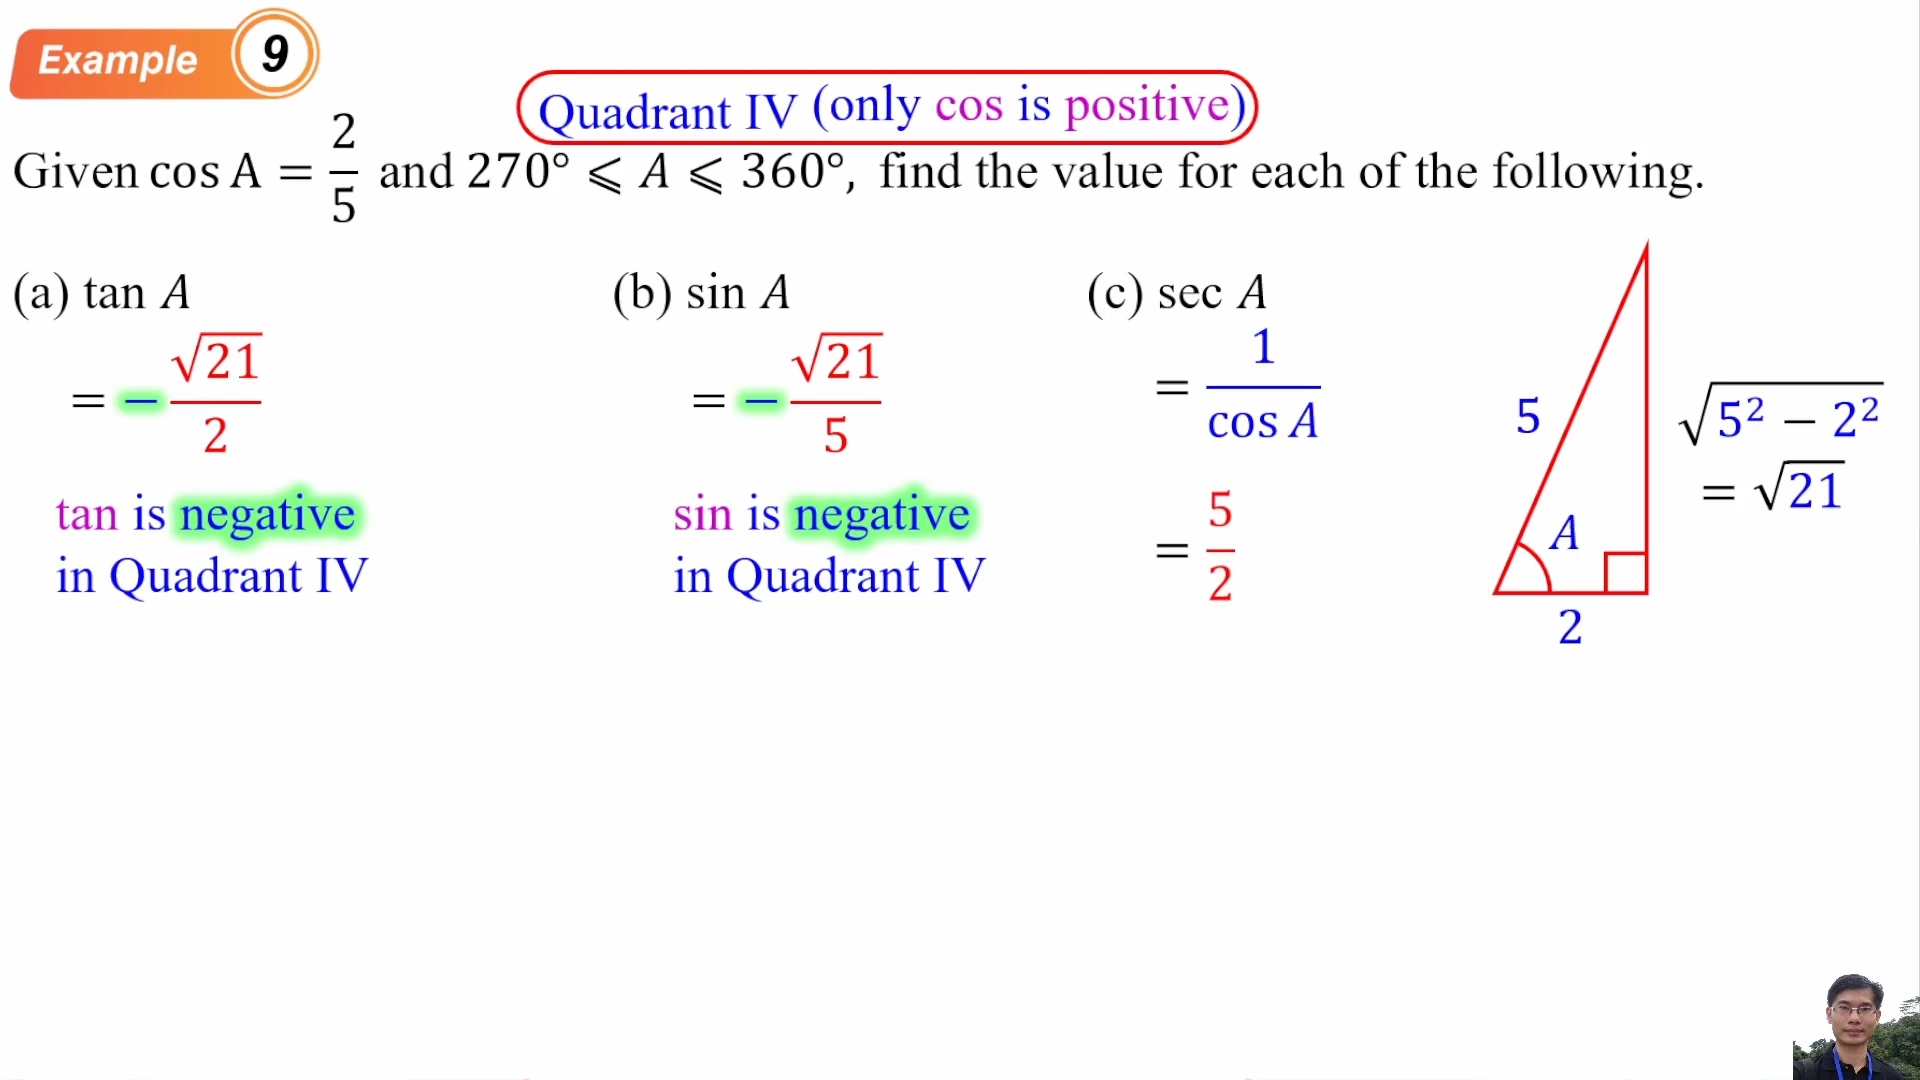 Example 9
Quadrant IV (only cos is positive)
Given cos A = 2/5 and 270° ⩽ A ⩽ 360°, find the value for each of the following.
(a) tan A
= − √21/2
tan is negative
in Quadrant IV
(b) sin A
= − √21/5
sin is negative
in Quadrant IV
(c) sec A
= 1/cos A
= 5/2
5
A
2
√(5² − 2²)
= √21